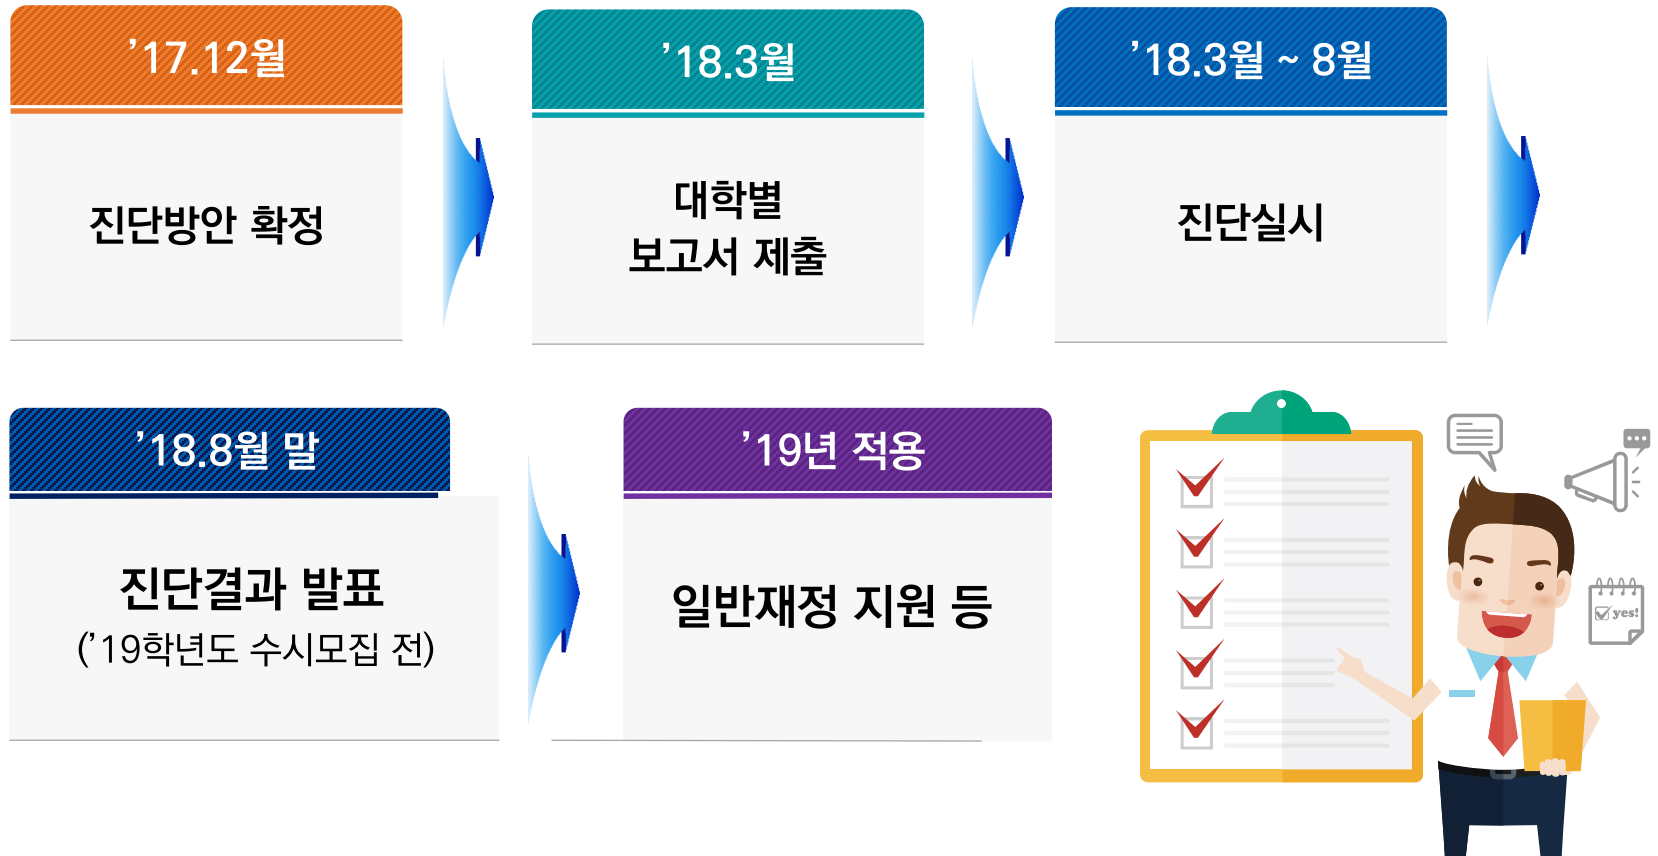 ’17.12월
진단방안 확정
’18.3월
대학별
보고서 제출
’18.3월 ~ 8월
진단실시
’18.8월 말
진단결과 발표
(’19학년도 수시모집 전)
’19년 적용
일반재정 지원 등
yes!